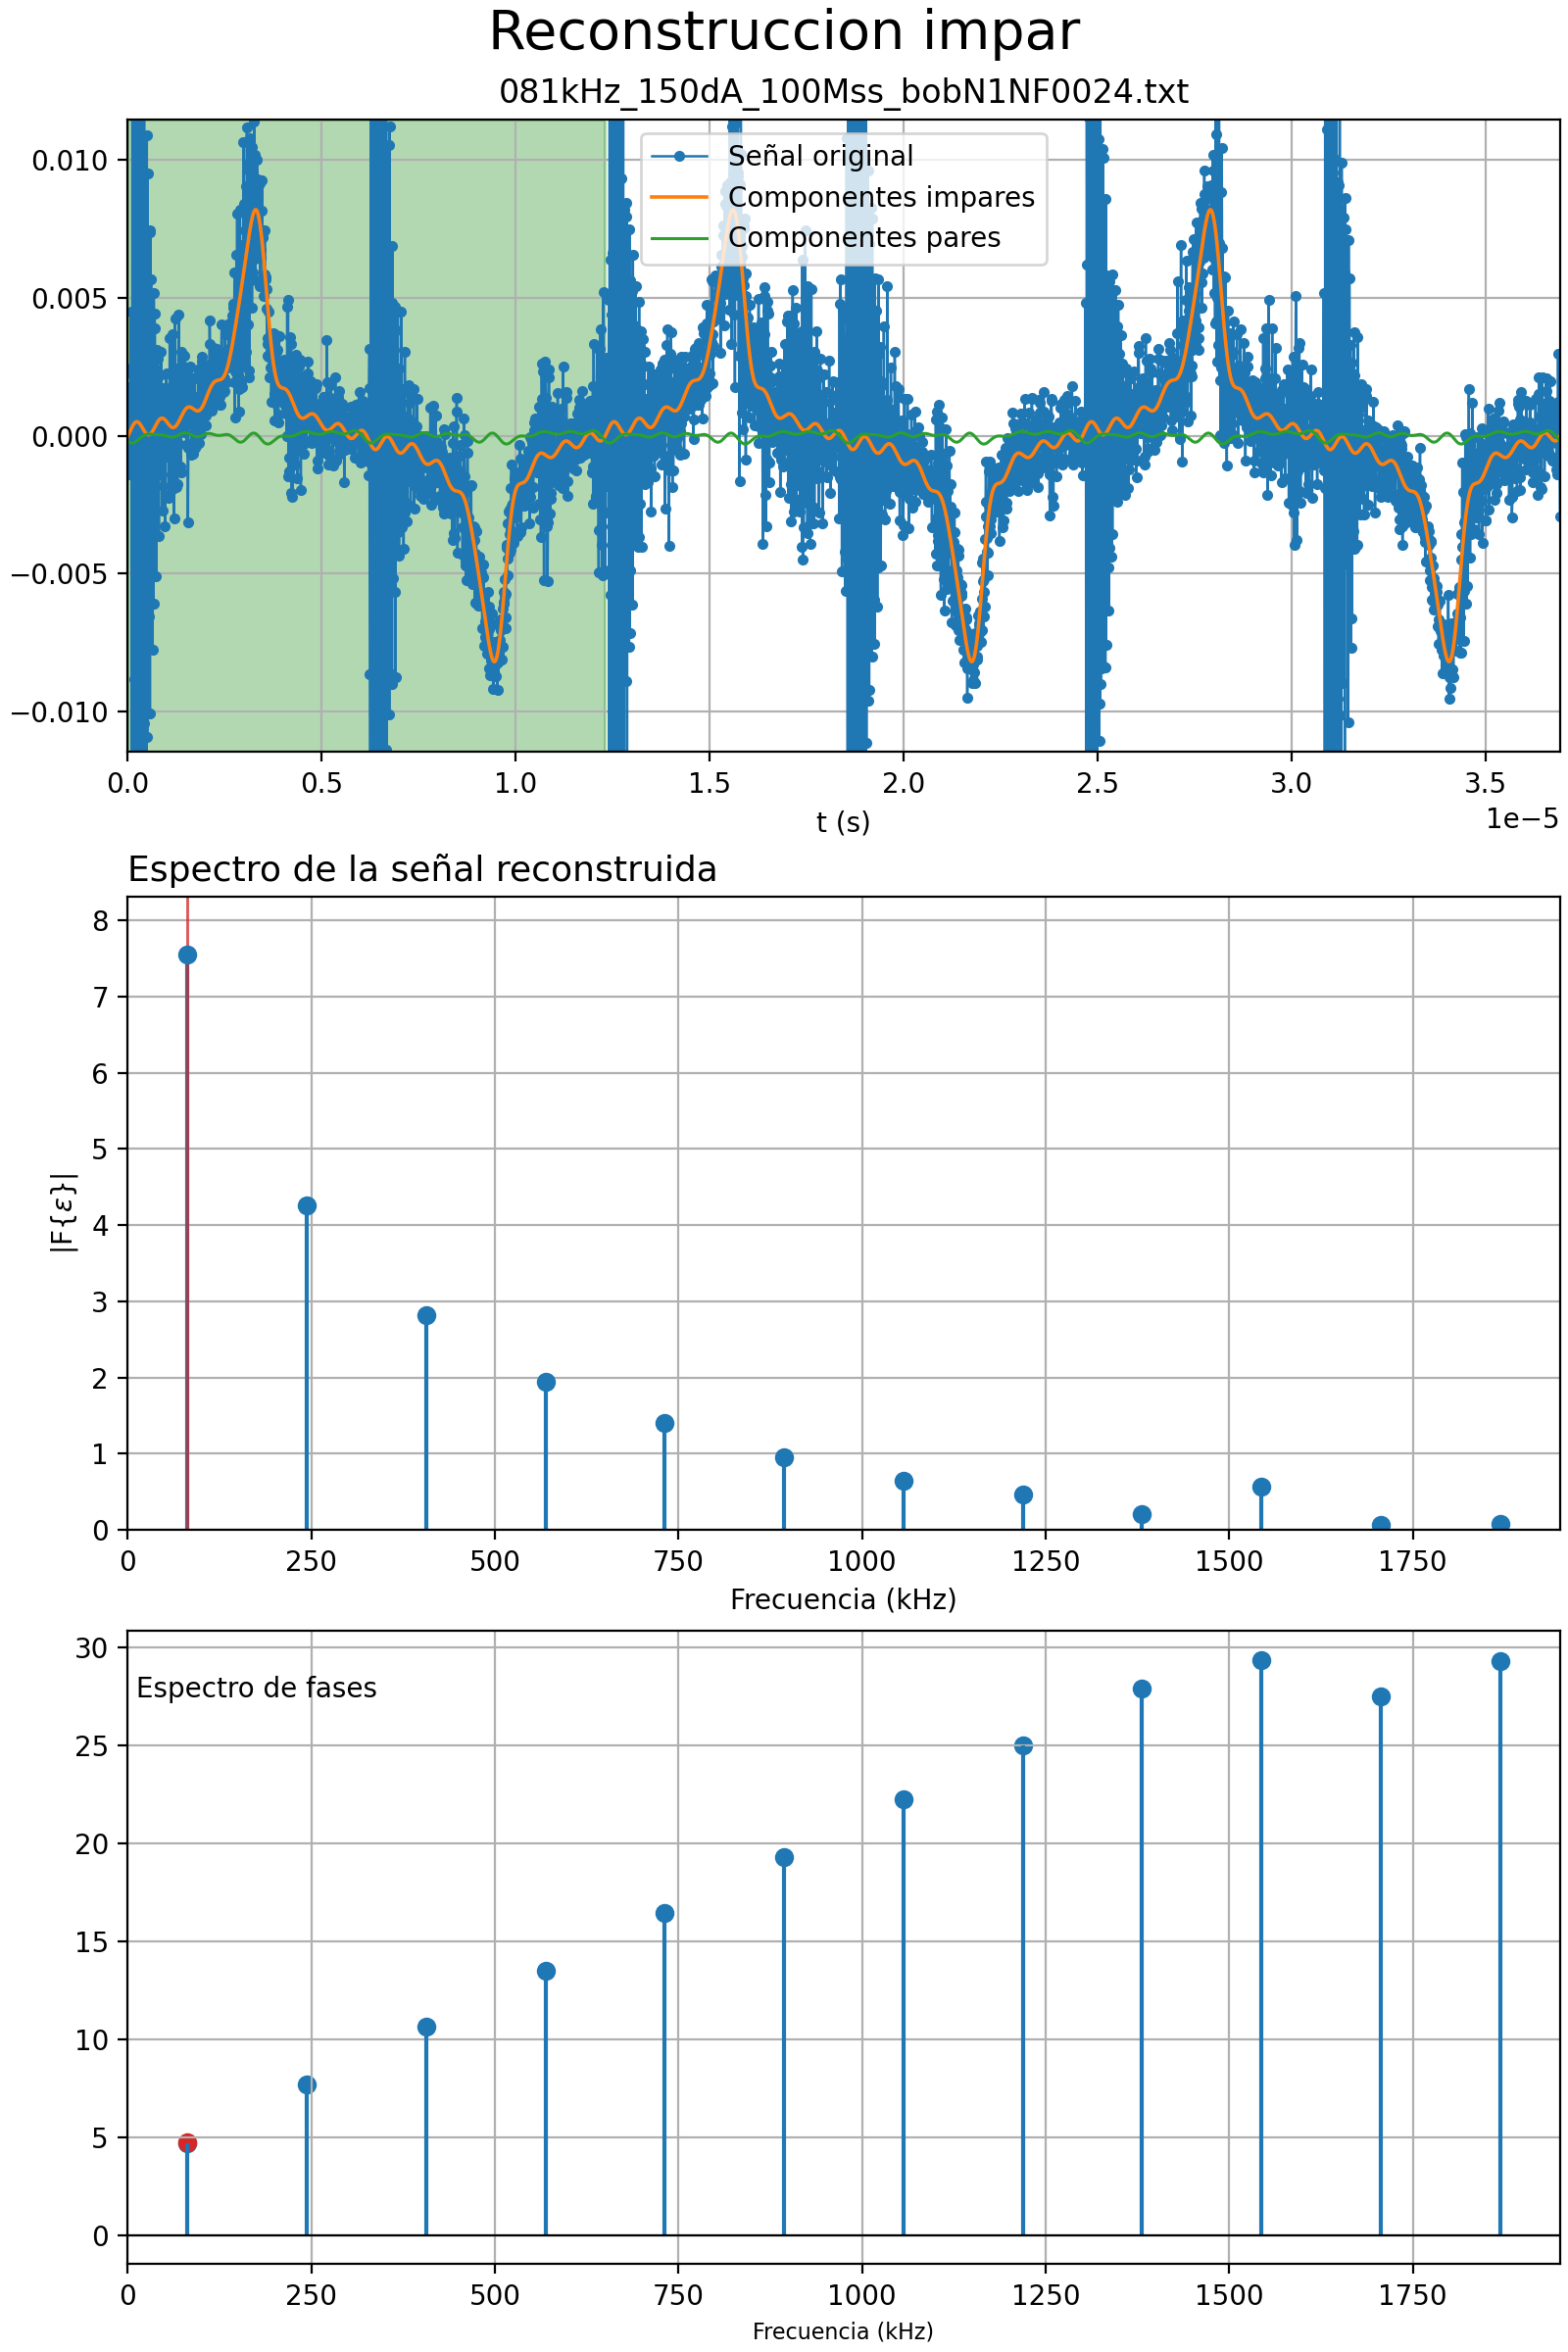 Reconstruccion impar
081kHz_150dA_100Mss_bobN1NF0024.txt
Señal original
Componentes impares
Componentes pares
0.010
0.005
0.000
−0.005
−0.010
0.0 0.5 1.0 1.5 2.0 2.5 3.0 3.5
1e−5
t (s)
Espectro de la señal reconstruida
8
7
6
5
4
3
2
1
0
|F{ε}|
0 250 500 750 1000 1250 1500 1750
Frecuencia (kHz)
30
25
20
15
10
5
0
Espectro de fases
0 250 500 750 1000 1250 1500 1750
Frecuencia (kHz)